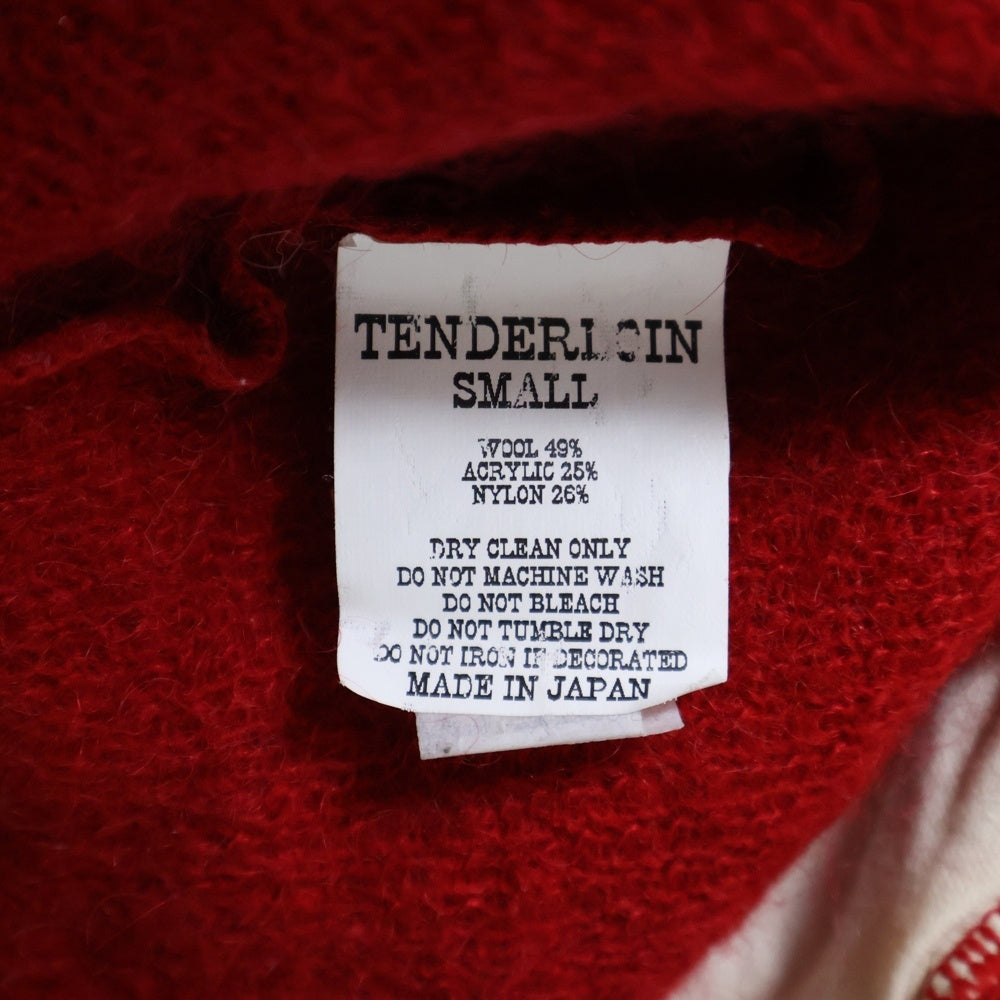 TENDERLOIN
SMALL
WOOL 49%
ACRYLIC 25%
NYLON 26%
DRY CLEAN ONLY
DO NOT MACHINE WASH
DO NOT BLEACH
DO NOT TUMBLE DRY
DO NOT IRON IF DECORATED
MADE IN JAPAN